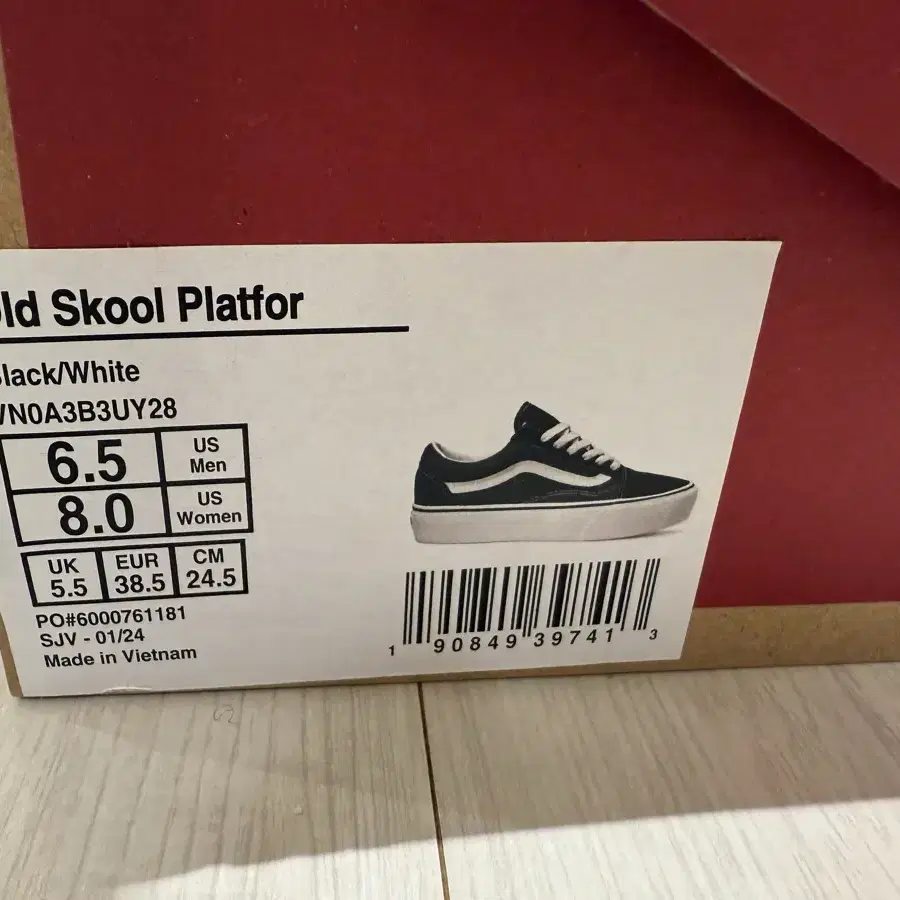 ld Skool Platfor
lack/White
VN0A3B3UY28
6.5 US Men
8.0 US Women
UK 5.5 EUR 38.5 CM 24.5
PO#6000761181
SJV - 01/24
Made in Vietnam
1 90849 39741 3